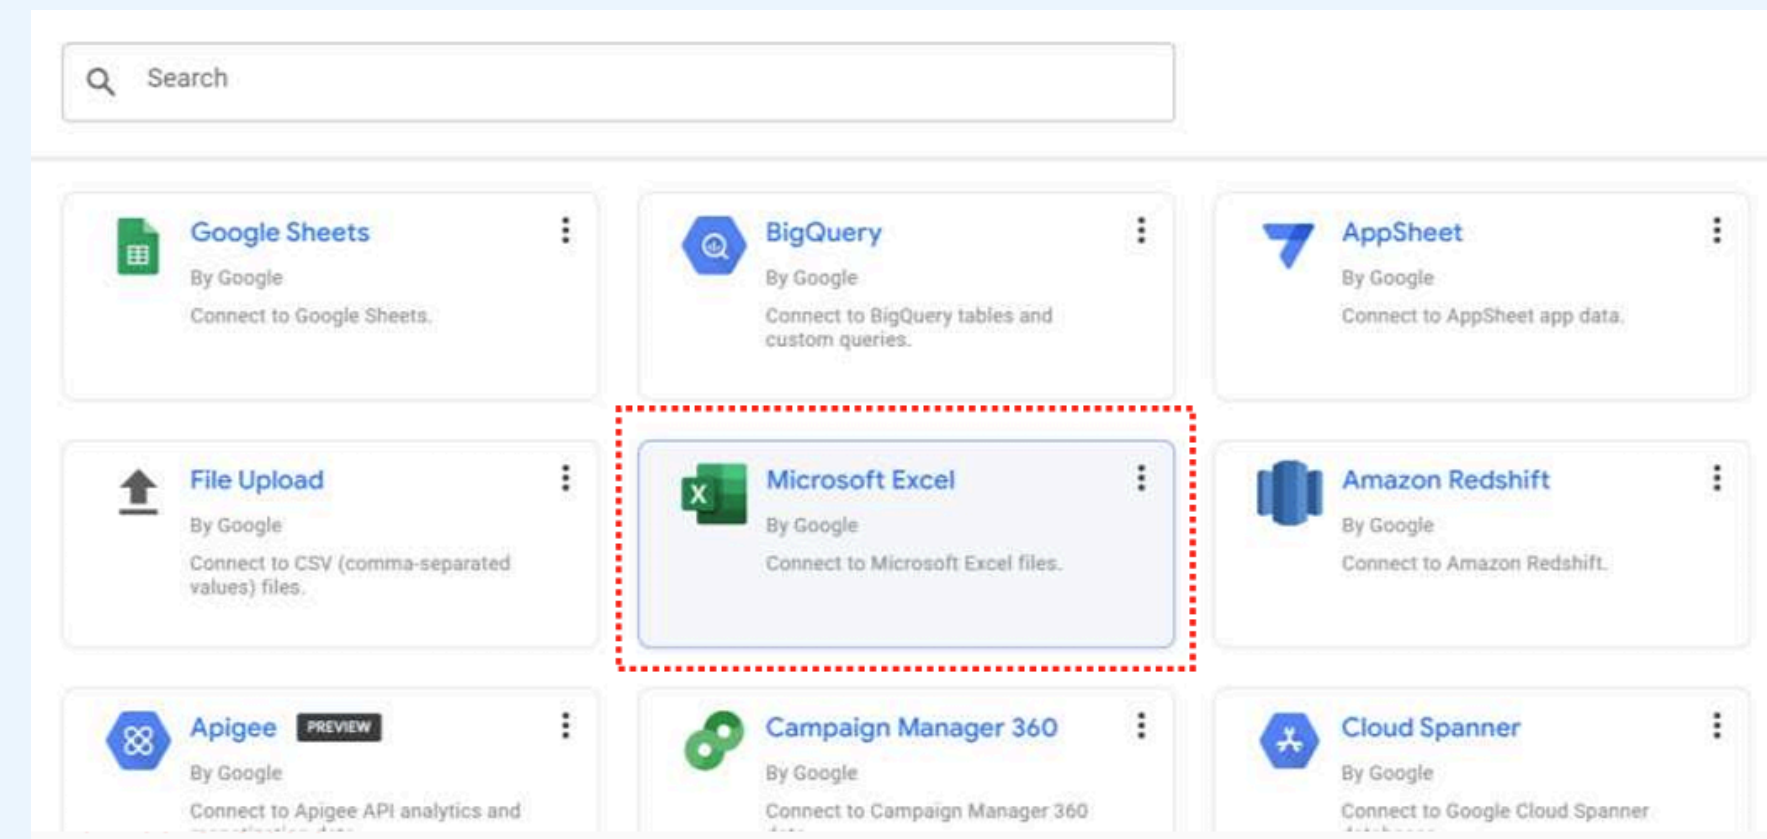 Search
Google Sheets
By Google
Connect to Google Sheets.
BigQuery
By Google
Connect to BigQuery tables and
custom queries.
AppSheet
By Google
Connect to AppSheet app data.
File Upload
By Google
Connect to CSV (comma-separated
values) files.
X
Microsoft Excel
By Google
Connect to Microsoft Excel files.
Amazon Redshift
By Google
Connect to Amazon Redshift.
Apigee PREVIEW
By Google
Connect to Apigee API analytics and
Campaign Manager 360
By Google
Connect to Campaign Manager 360
Cloud Spanner
By Google
Connect to Google Cloud Spanner